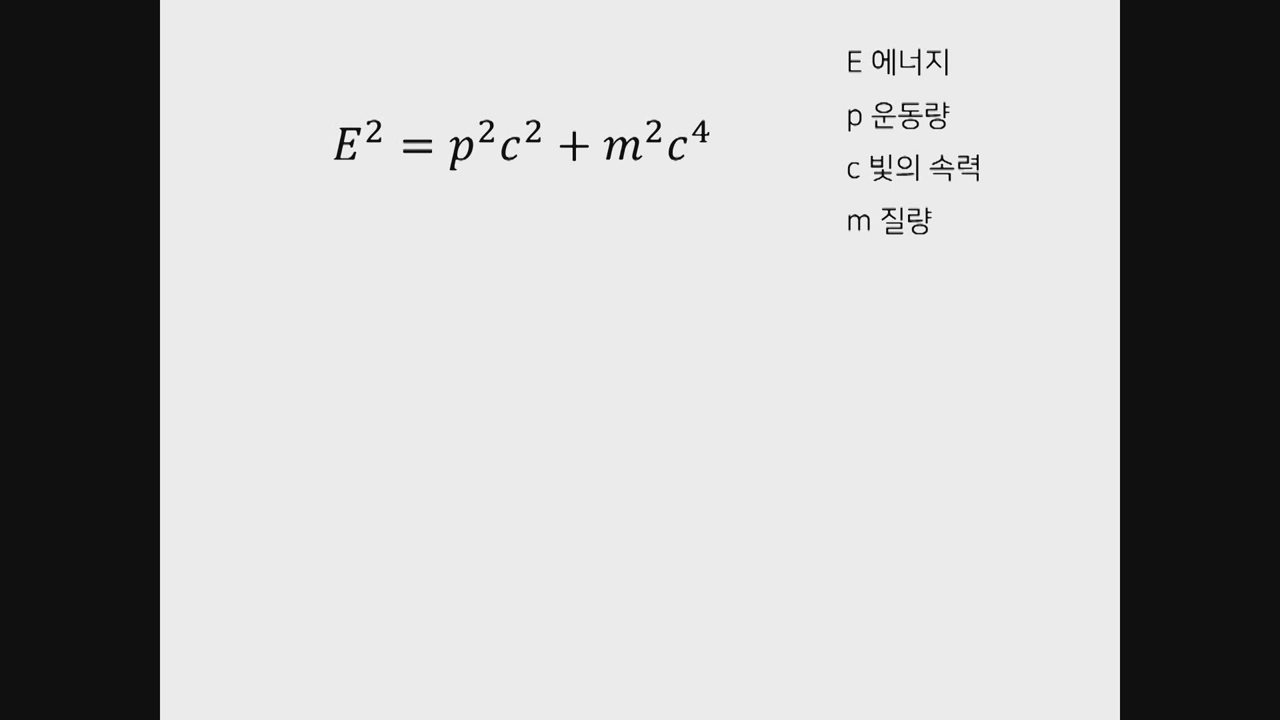 E² = p²c² + m²c⁴
E 에너지
p 운동량
c 빛의 속력
m 질량